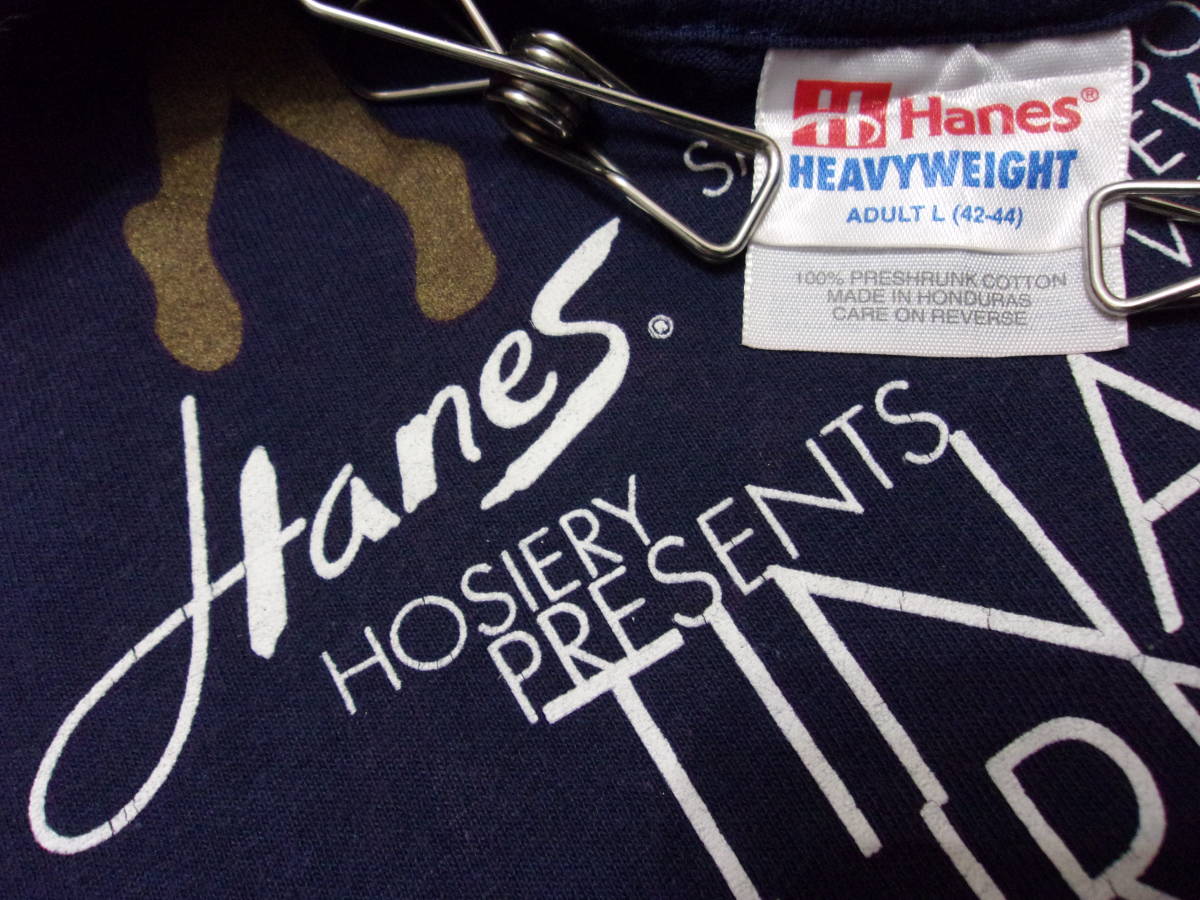 Hanes®
HEAVYWEIGHT
ADULT L (42-44)
100% PRESHRUNK COTTON
MADE IN HONDURAS
CARE ON REVERSE
Hanes®
HOSIERY
PRESENTS
TINA